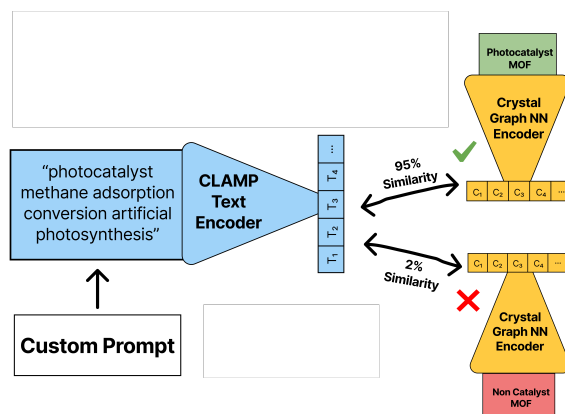 Photocatalyst
MOF
Crystal
Graph NN
Encoder
95%
Similarity
C1 C2 C3 C4 ...
“photocatalyst
methane adsorption
conversion artificial
photosynthesis”
CLAMP
Text
Encoder
...
T4
T3
T2
T1
2%
Similarity
C1 C2 C3 C4 ...
Custom Prompt
Crystal
Graph NN
Encoder
Non Catalyst
MOF